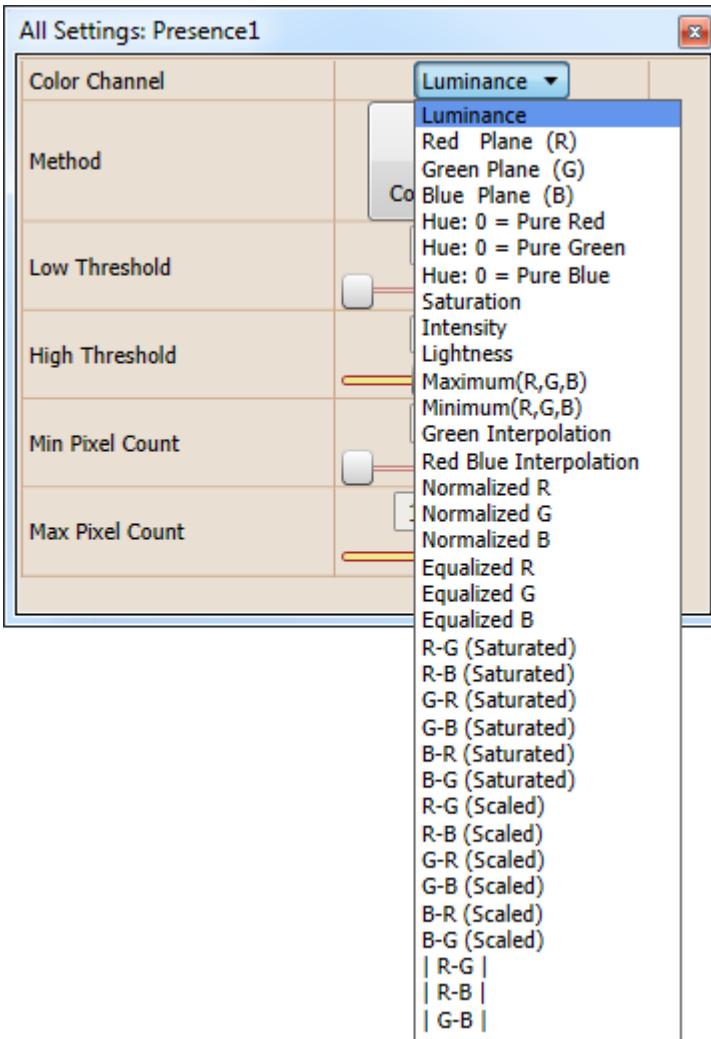 All Settings: Presence1
Color Channel
Luminance
Method
Co
Low Threshold
High Threshold
Min Pixel Count
Max Pixel Count
1
Luminance
Red Plane (R)
Green Plane (G)
Blue Plane (B)
Hue: 0 = Pure Red
Hue: 0 = Pure Green
Hue: 0 = Pure Blue
Saturation
Intensity
Lightness
Maximum(R,G,B)
Minimum(R,G,B)
Green Interpolation
Red Blue Interpolation
Normalized R
Normalized G
Normalized B
Equalized R
Equalized G
Equalized B
R-G (Saturated)
R-B (Saturated)
G-R (Saturated)
G-B (Saturated)
B-R (Saturated)
B-G (Saturated)
R-G (Scaled)
R-B (Scaled)
G-R (Scaled)
G-B (Scaled)
B-R (Scaled)
B-G (Scaled)
| R-G |
| R-B |
| G-B |